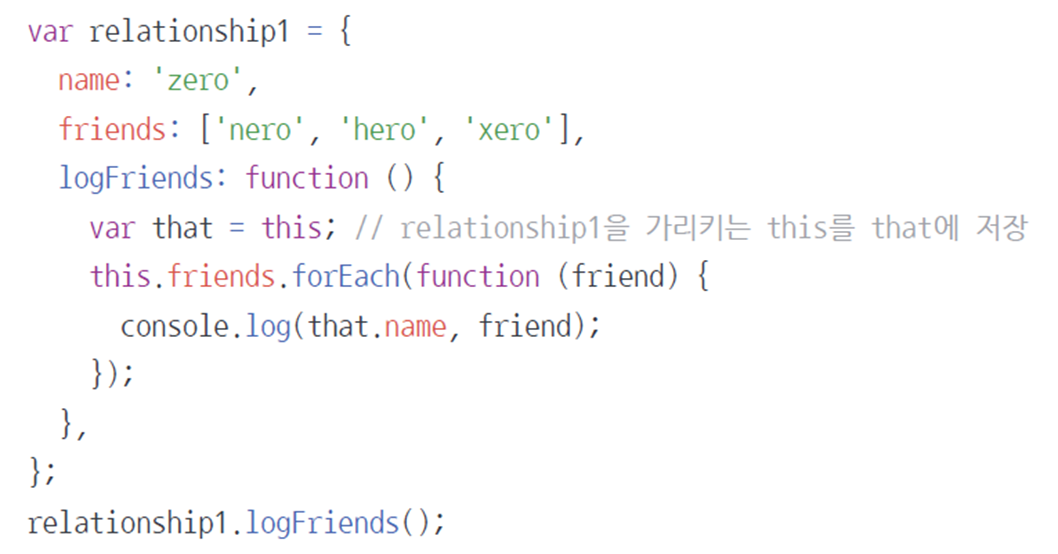 var relationship1 = {
  name: 'zero',
  friends: ['nero', 'hero', 'xero'],
  logFriends: function () {
    var that = this; // relationship1을 가리키는 this를 that에 저장
    this.friends.forEach(function (friend) {
      console.log(that.name, friend);
    });
  },
};
relationship1.logFriends();